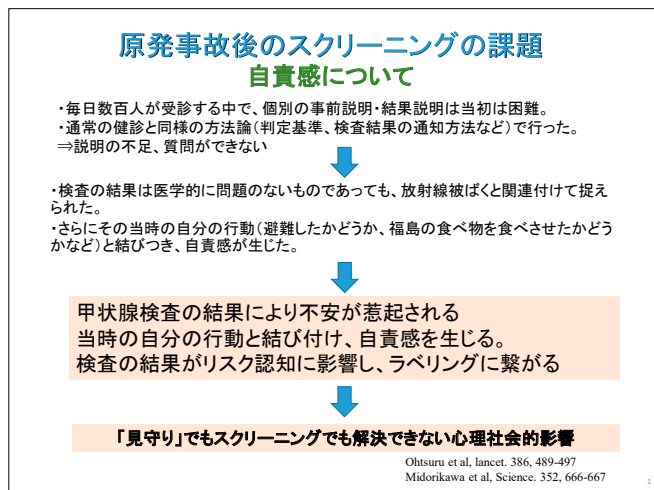 原発事故後のスクリーニングの課題
自責感について
・毎日数百人が受診する中で、個別の事前説明・結果説明は当初は困難。
・通常の健診と同様の方法論(判定基準、検査結果の通知方法など)で行った。
⇒説明の不足、質問ができない
・検査の結果は医学的に問題のないものであっても、放射線被ばくと関連付けて捉え
られた。
・さらにその当時の自分の行動(避難したかどうか、福島の食べ物を食べさせたかどう
かなど)と結びつき、自責感が生じた。
甲状腺検査の結果により不安が惹起される
当時の自分の行動と結び付け、自責感を生じる。
検査の結果がリスク認知に影響し、ラベリングに繋がる
「見守り」でもスクリーニングでも解決できない心理社会的影響
Ohtsuru et al, lancet. 386, 489-497
Midorikawa et al, Science. 352, 666-667
1